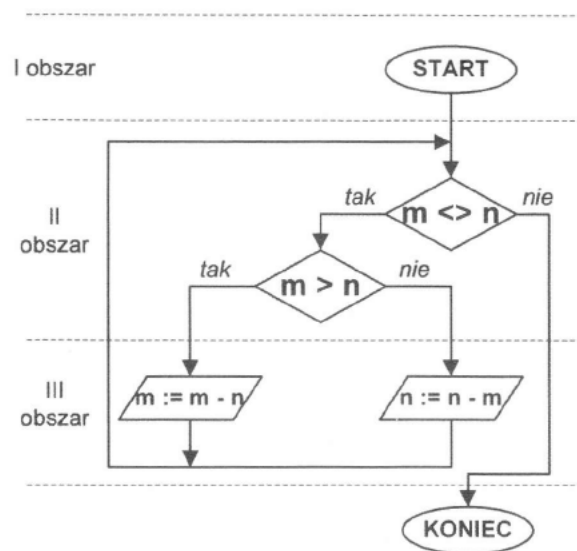 I obszar
START
tak
nie
m <> n
II
obszar
tak
nie
m > n
III
obszar
m := m - n
n := n - m
KONIEC